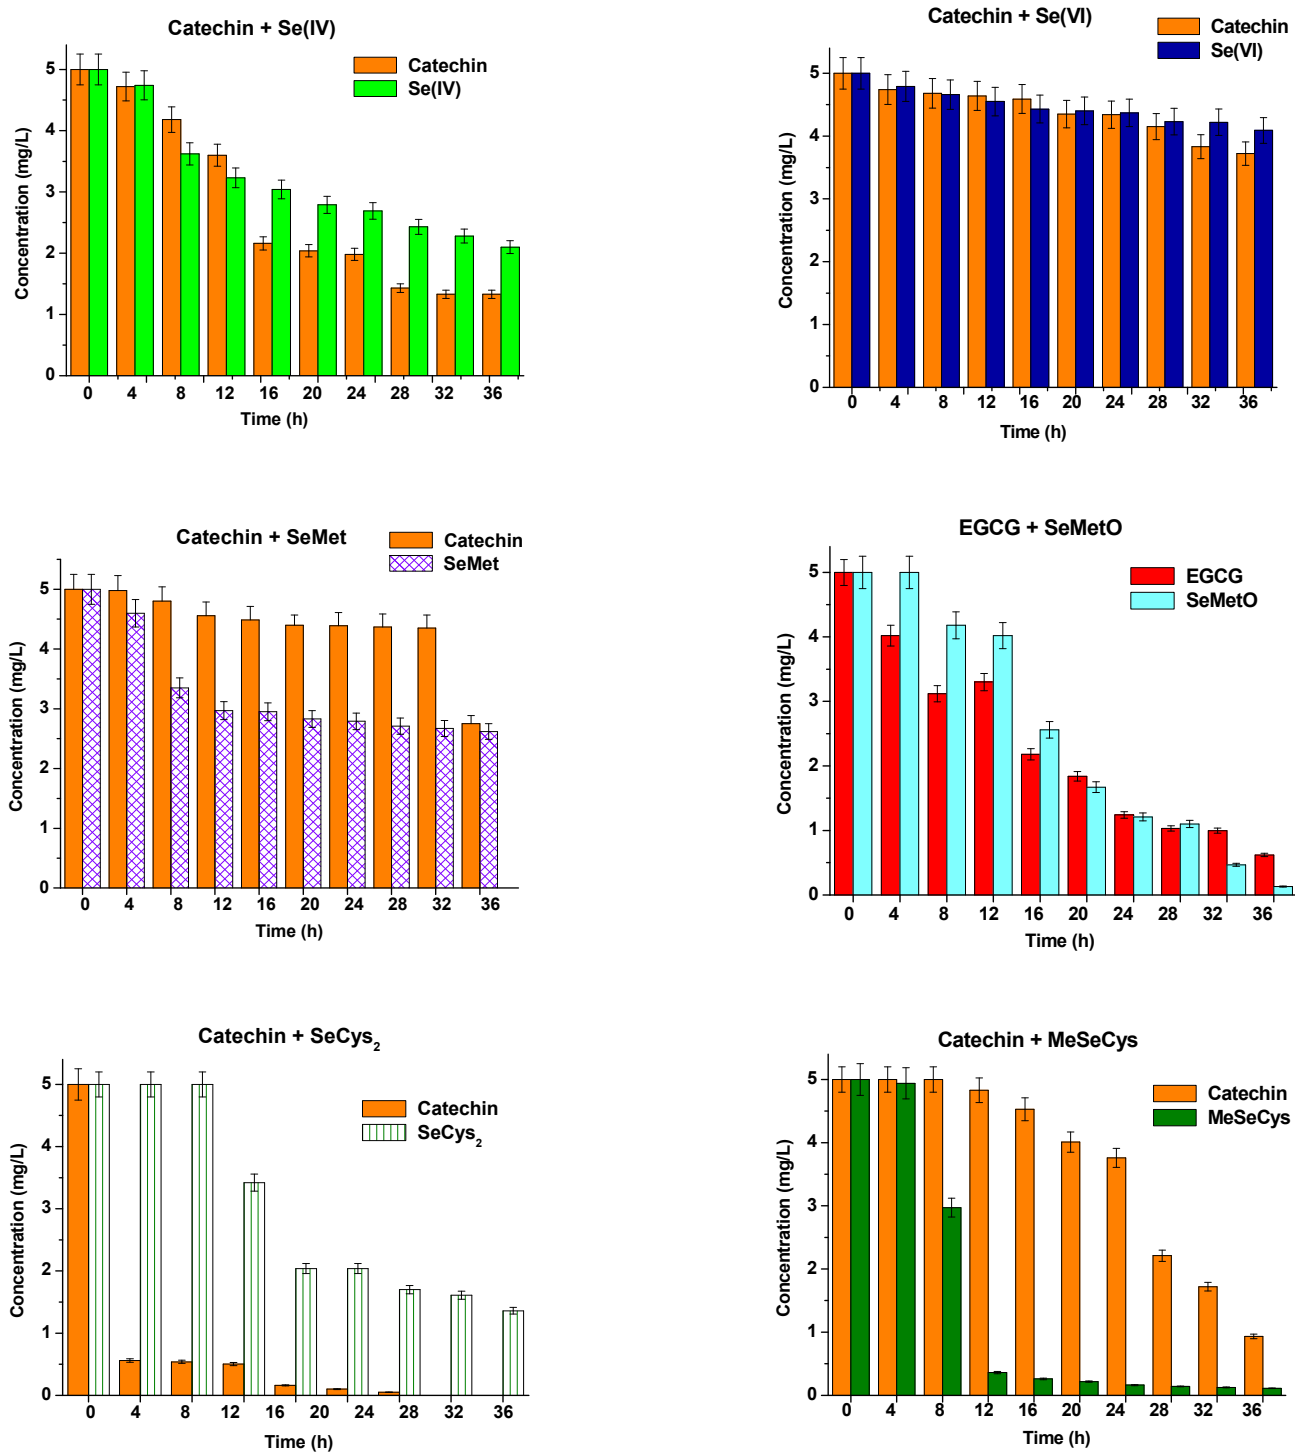 Catechin + Se(IV)
Catechin
Se(IV)
Concentration (mg/L)
5
4
3
2
1
0
0 4 8 12 16 20 24 28 32 36
Time (h)
Catechin + Se(VI)
Catechin
Se(VI)
Concentration (mg/L)
5
4
3
2
1
0
0 4 8 12 16 20 24 28 32 36
Time (h)
Catechin + SeMet
Catechin
SeMet
Concentration (mg/L)
5
4
3
2
1
0
0 4 8 12 16 20 24 28 32 36
Time (h)
EGCG + SeMetO
EGCG
SeMetO
Concentration (mg/L)
5
4
3
2
1
0
0 4 8 12 16 20 24 28 32 36
Time (h)
Catechin + SeCys₂
Catechin
SeCys₂
Concentration (mg/L)
5
4
3
2
1
0
0 4 8 12 16 20 24 28 32 36
Time (h)
Catechin + MeSeCys
Catechin
MeSeCys
Concentration (mg/L)
5
4
3
2
1
0
0 4 8 12 16 20 24 28 32 36
Time (h)